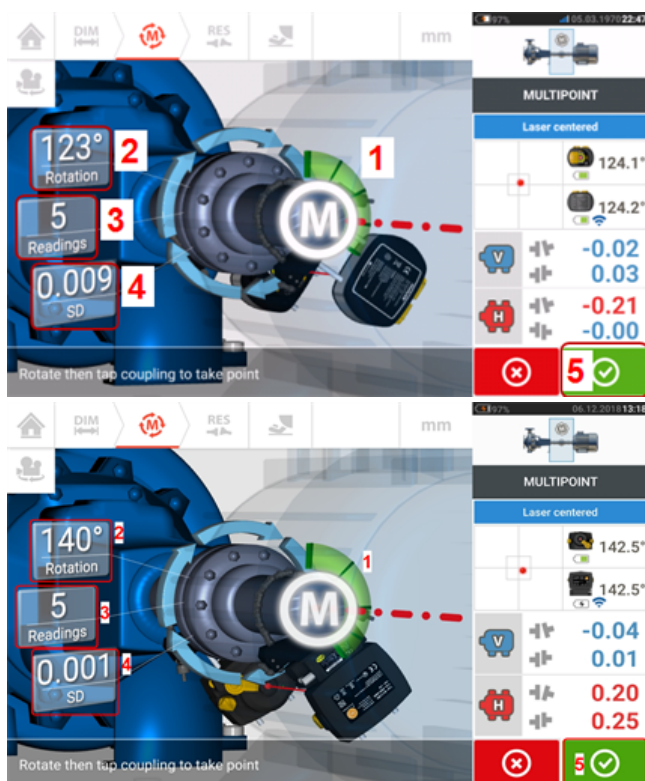 DIM
M
RES
mm
123°
Rotation
2
5
Readings
3
0.009
SD
4
1
M
Rotate then tap coupling to take point
97%
05.03.1970 22:47
MULTIPOINT
Laser centered
124.1°
124.2°
V
-0.02
0.03
H
-0.21
-0.00
5
DIM
M
RES
mm
140°
Rotation
2
5
Readings
3
0.001
SD
4
1
M
Rotate then tap coupling to take point
97%
06.12.2018 13:18
MULTIPOINT
Laser centered
142.5°
142.5°
V
-0.04
0.01
H
0.20
0.25
5